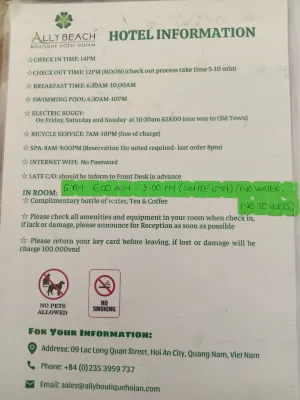 ALLY BEACH
BOUTIQUE HOTEL HOIAN
HOTEL INFORMATION
☆ CHECK IN TIME: 14PM
☆ CHECK OUT TIME: 12PM (NOON) (check out process take time 5-10 min)
☆ BREAKFAST TIME: 6:30AM-10:00AM
☆ SWIMMING POOL: 6:30AM-10PM
☆ ELECTRIC BUGGY:
On Friday, Saturday and Sunday at 10:30am &18:00 (one way to Old Town)
☆ BICYCLE SERVICE: 7AM-10PM (free of charge)
☆ SPA: 8AM-9:00PM (Reservation the noted required- last order 8pm)
☆ INTERNET WIFI: No Password
☆ LATE C/O: should be inform to Front Desk in advance
IN ROOM:
GYM 6:00 AM - 9:00 PM (SIMPLE GYM) (NO WATER,
NO TOWELS)
☆ Complimentary bottle of water, Tea & Coffee
☆ Please check all amenities and equipment in your room when check in,
if lack or damage, please announce for Reception as soon as possible
☆ Please return your key card before leaving, if lost or damage will be
charge 100.000vnd
NO PETS
ALLOWED
NO
SMOKING
FOR YOUR INFORMATION:
Address: 09 Lac Long Quan Street, Hoi An City, Quang Nam, Viet Nam
Phone: +84 (0)235 3959 737
Email: sales@allyboutiquehoian.com